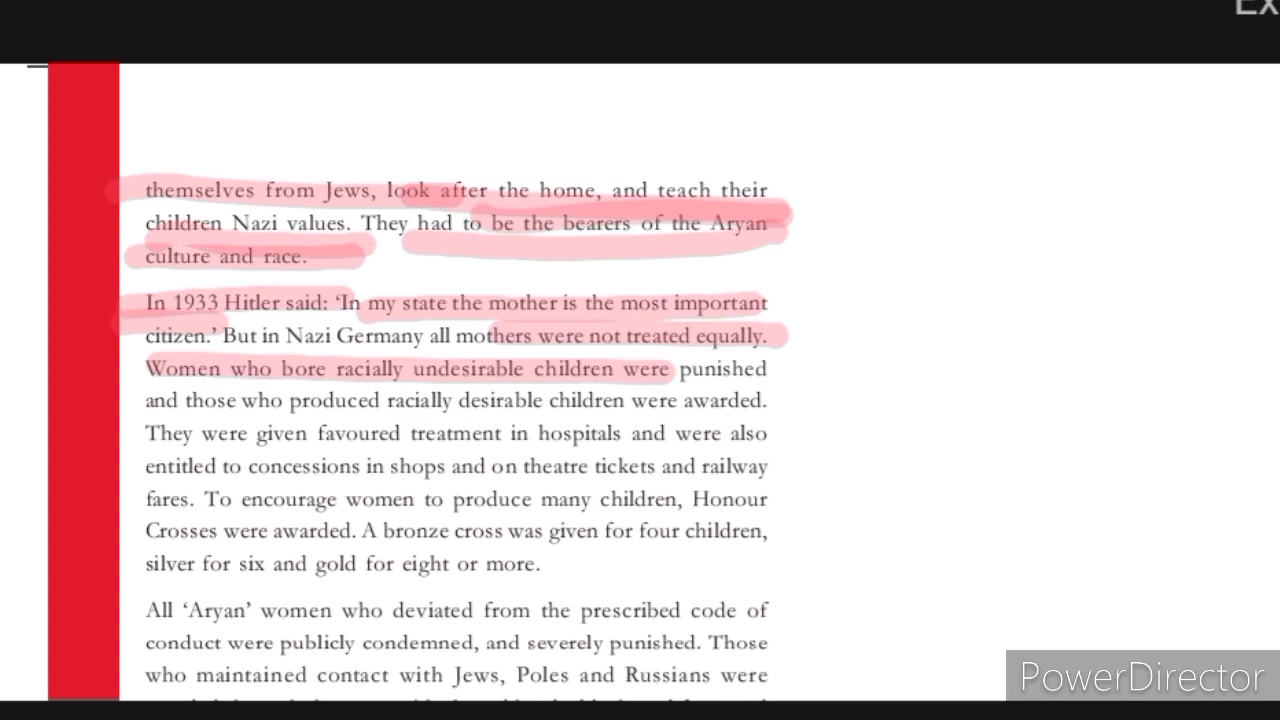 Ex
themselves from Jews, look after the home, and teach their
children Nazi values. They had to be the bearers of the Aryan
culture and race.
In 1933 Hitler said: ‘In my state the mother is the most important
citizen.’ But in Nazi Germany all mothers were not treated equally.
Women who bore racially undesirable children were punished
and those who produced racially desirable children were awarded.
They were given favoured treatment in hospitals and were also
entitled to concessions in shops and on theatre tickets and railway
fares. To encourage women to produce many children, Honour
Crosses were awarded. A bronze cross was given for four children,
silver for six and gold for eight or more.
All ‘Aryan’ women who deviated from the prescribed code of
conduct were publicly condemned, and severely punished. Those
who maintained contact with Jews, Poles and Russians were
PowerDirector